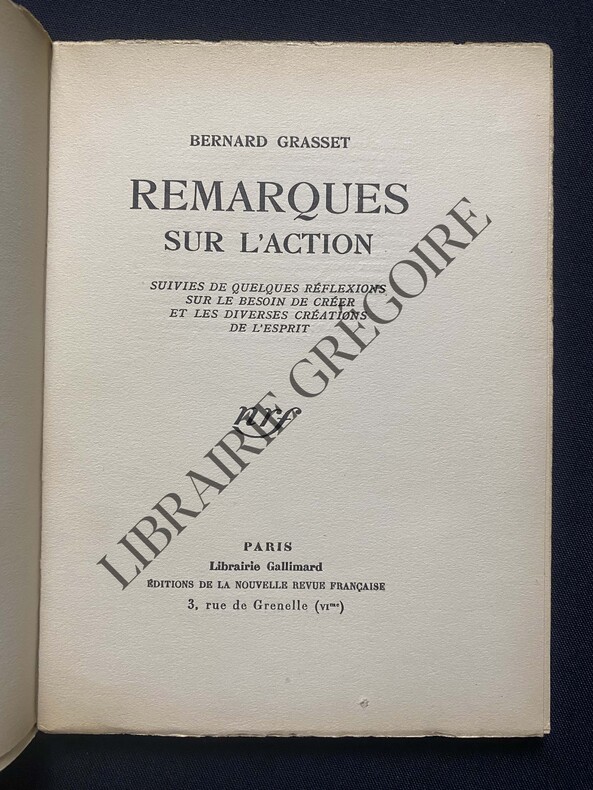 BERNARD GRASSET
REMARQUES
SUR L'ACTION
SUIVIES DE QUELQUES RÉFLEXIONS
SUR LE BESOIN DE CRÉER
ET LES DIVERSES CRÉATIONS
DE L'ESPRIT
nrf
LIBRAIRIE GRÉGOIRE
PARIS
Librairie Gallimard
ÉDITIONS DE LA NOUVELLE REVUE FRANÇAISE
3, rue de Grenelle (VIme)